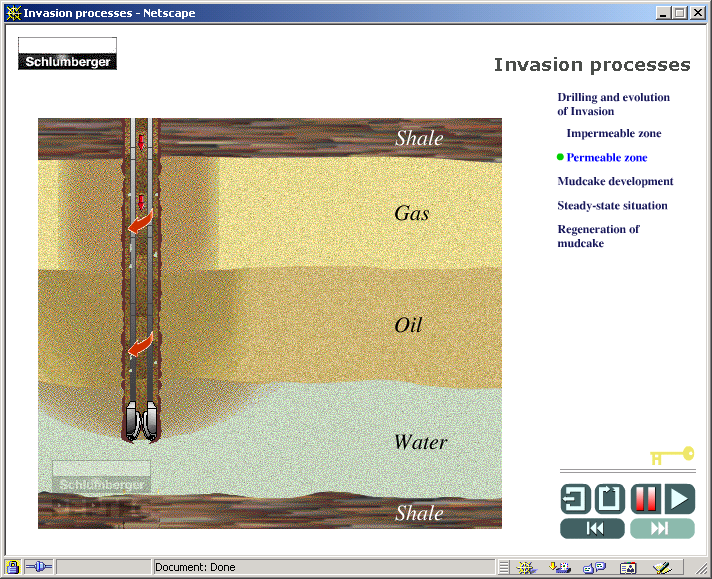 Invasion processes - Netscape
Schlumberger
Invasion processes
Drilling and evolution
of Invasion
Impermeable zone
Permeable zone
Mudcake development
Steady-state situation
Regeneration of
mudcake
Shale
Gas
Oil
Water
Schlumberger
Shale
Document: Done